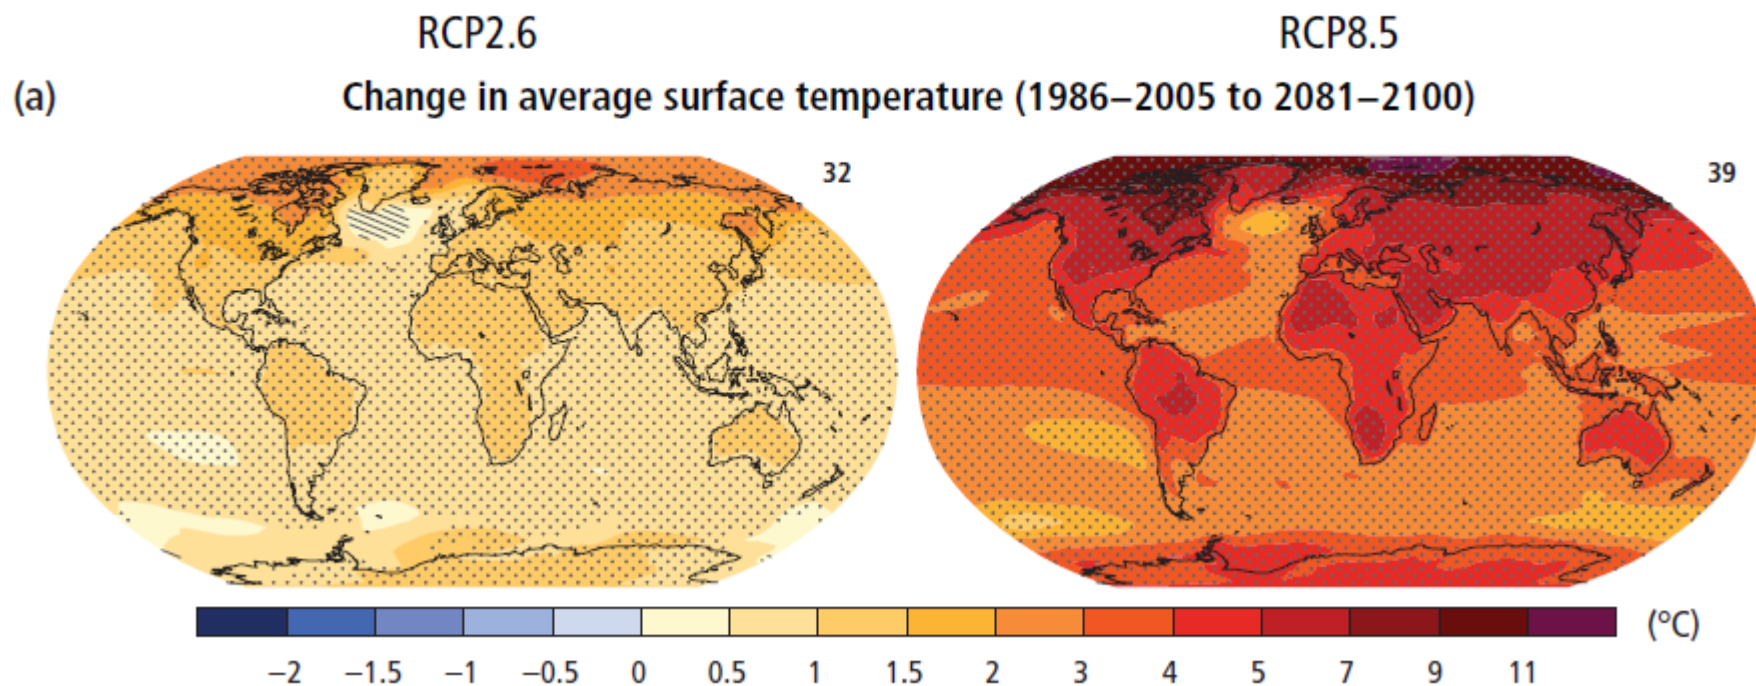 RCP2.6 RCP8.5
(a) Change in average surface temperature (1986–2005 to 2081–2100)
32 39
−2 −1.5 −1 −0.5 0 0.5 1 1.5 2 3 4 5 7 9 11 (°C)